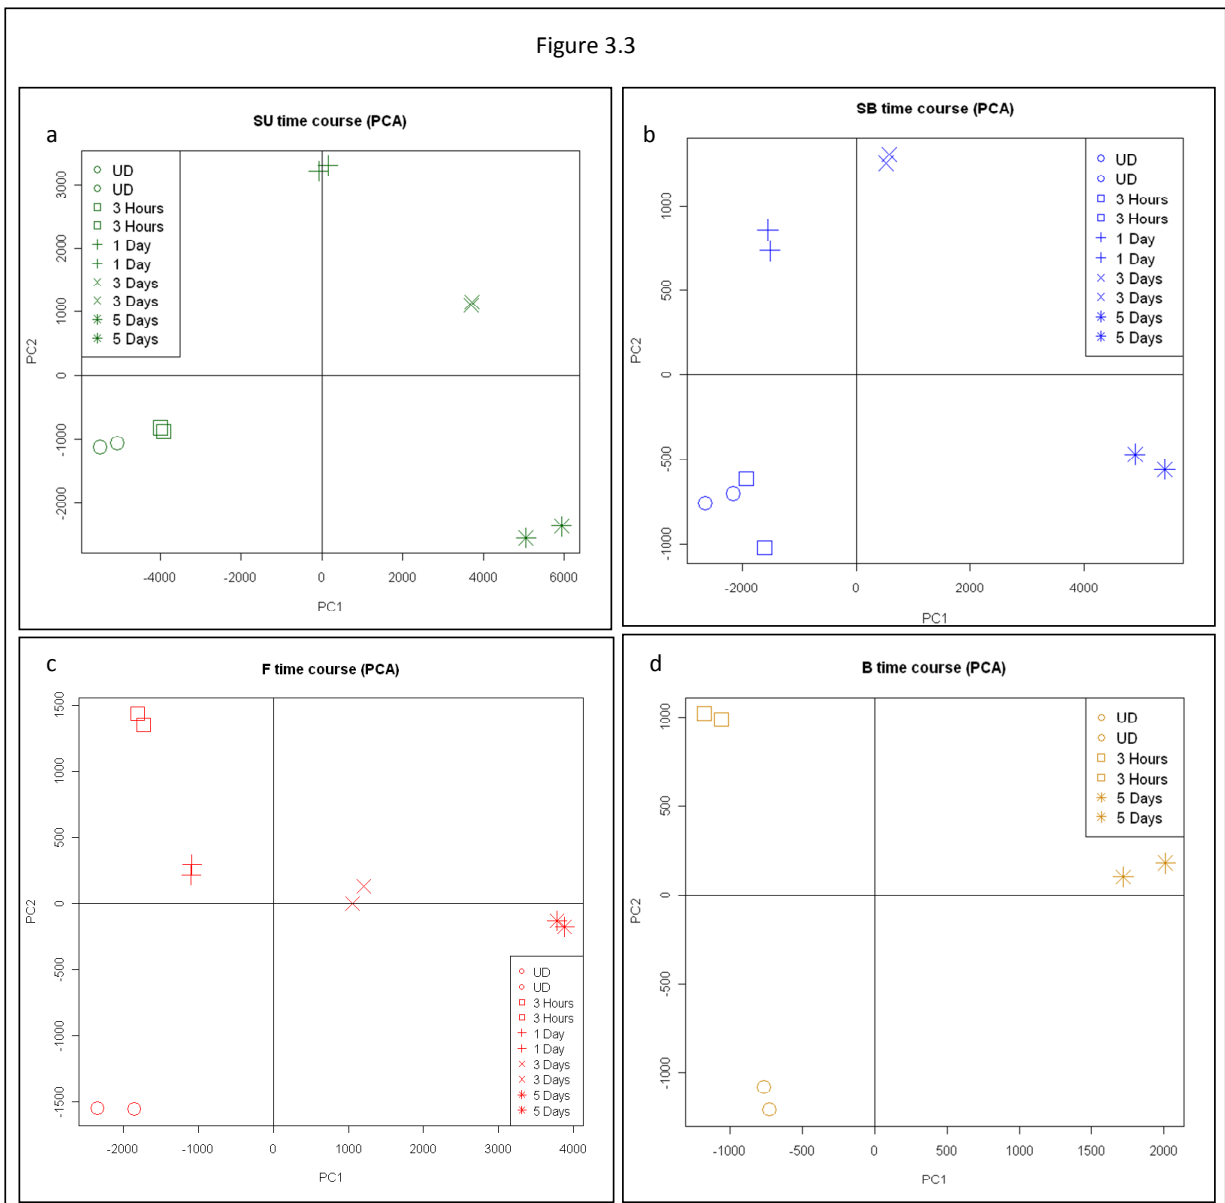 Figure 3.3
a
SU time course (PCA)
UD
UD
3 Hours
3 Hours
1 Day
1 Day
3 Days
3 Days
5 Days
5 Days
PC2
3000
2000
1000
0
-1000
-2000
-4000 -2000 0 2000 4000 6000
PC1
b
SB time course (PCA)
UD
UD
3 Hours
3 Hours
1 Day
1 Day
3 Days
3 Days
5 Days
5 Days
PC2
1000
500
0
-500
-1000
-2000 0 2000 4000
PC1
c
F time course (PCA)
PC2
1500
1000
500
0
-500
-1000
-1500
UD
UD
3 Hours
3 Hours
1 Day
1 Day
3 Days
3 Days
5 Days
5 Days
-2000 -1000 0 1000 2000 3000 4000
PC1
d
B time course (PCA)
UD
UD
3 Hours
3 Hours
5 Days
5 Days
PC2
1000
500
0
-500
-1000
-1000 -500 0 500 1000 1500 2000
PC1